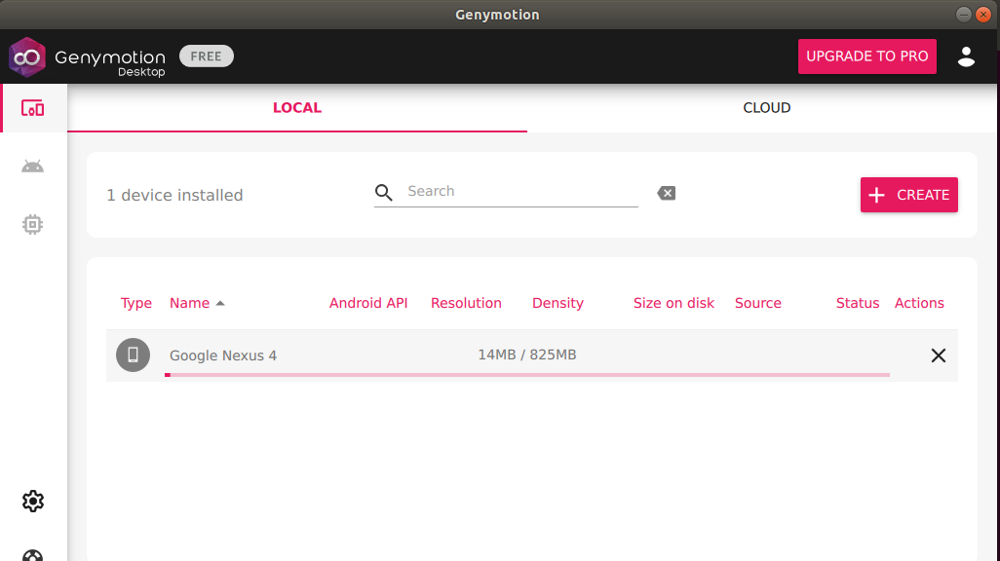 Genymotion
Genymotion
Desktop
FREE
UPGRADE TO PRO
LOCAL
CLOUD
1 device installed
Search
CREATE
Type Name Android API Resolution Density Size on disk Source Status Actions
Google Nexus 4 14MB / 825MB